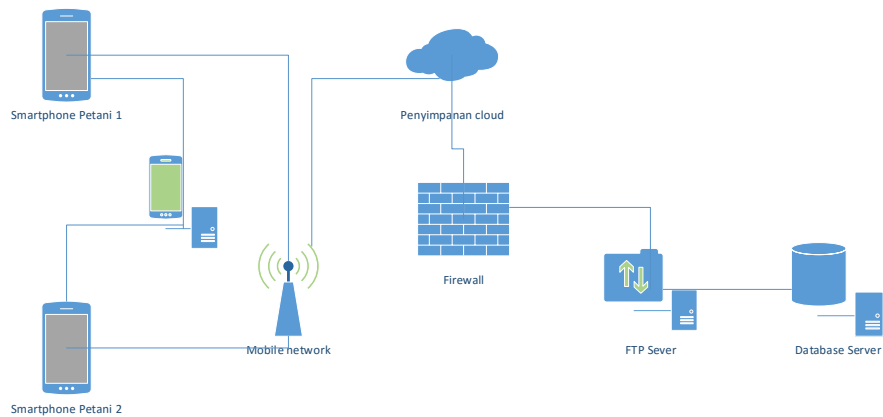 Smartphone Petani 1
Penyimpanan cloud
Firewall
Mobile network
FTP Sever
Database Server
Smartphone Petani 2